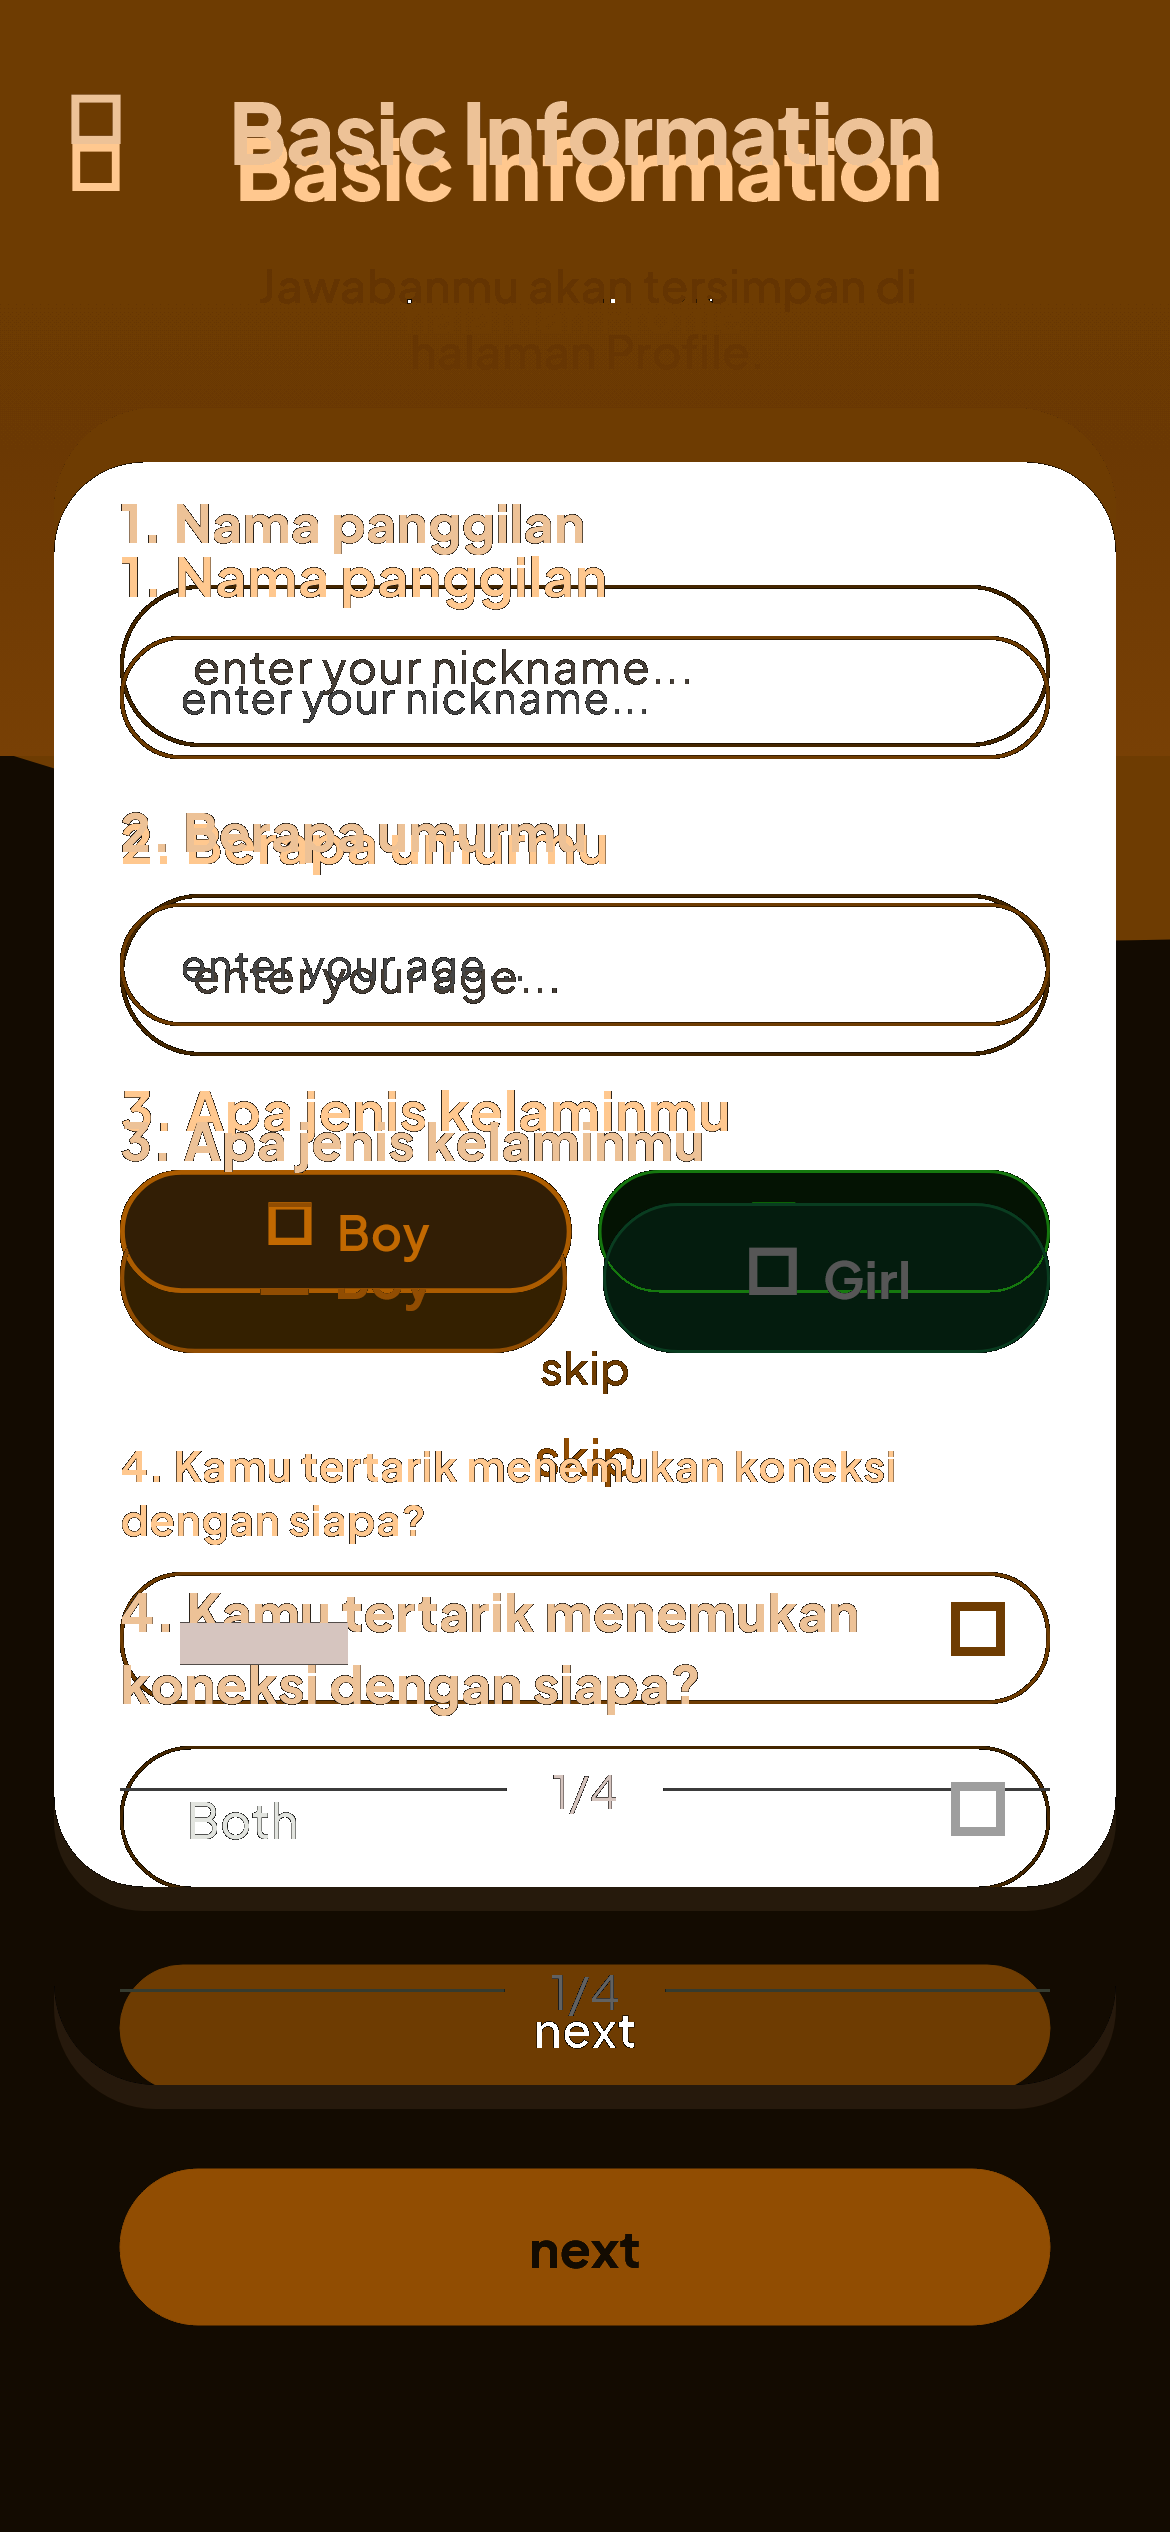 Basic Information
Basic Information
Jawabanmu akan tersimpan di
halaman Profile.
1. Nama panggilan
1. Nama panggilan
enter your nickname...
enter your nickname...
2. Berapa umurmu
2. Berapa umurmu
enter your age...
enter your age...
3. Apa jenis kelaminmu
3. Apa jenis kelaminmu
Boy
Boy
Girl
skip
skip
4. Kamu tertarik menemukan koneksi
dengan siapa?
4. Kamu tertarik menemukan
koneksi dengan siapa?
1/4
Both
1/4
next
next